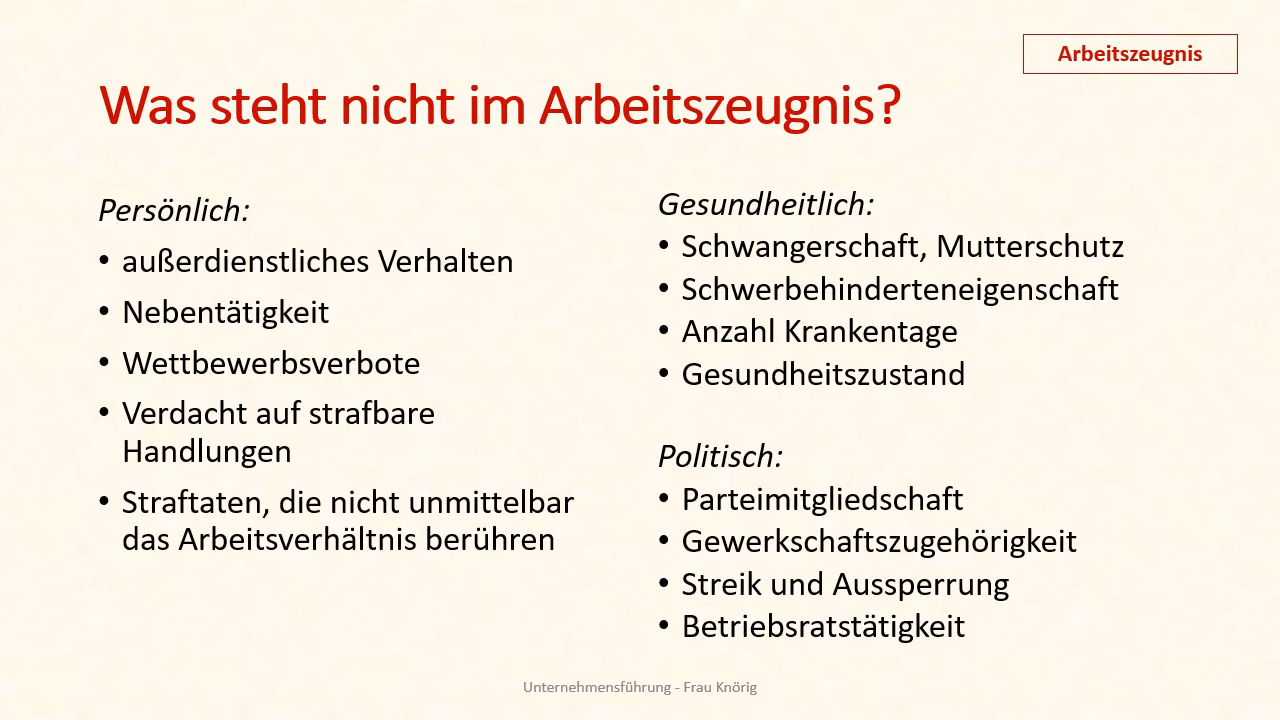 Arbeitszeugnis
Was steht nicht im Arbeitszeugnis?
Persönlich:
• außerdienstliches Verhalten
• Nebentätigkeit
• Wettbewerbsverbote
• Verdacht auf strafbare
Handlungen
• Straftaten, die nicht unmittelbar
das Arbeitsverhältnis berühren
Gesundheitlich:
• Schwangerschaft, Mutterschutz
• Schwerbehinderteneigenschaft
• Anzahl Krankentage
• Gesundheitszustand
Politisch:
• Parteimitgliedschaft
• Gewerkschaftszugehörigkeit
• Streik und Aussperrung
• Betriebsratstätigkeit
Unternehmensführung - Frau Knörig